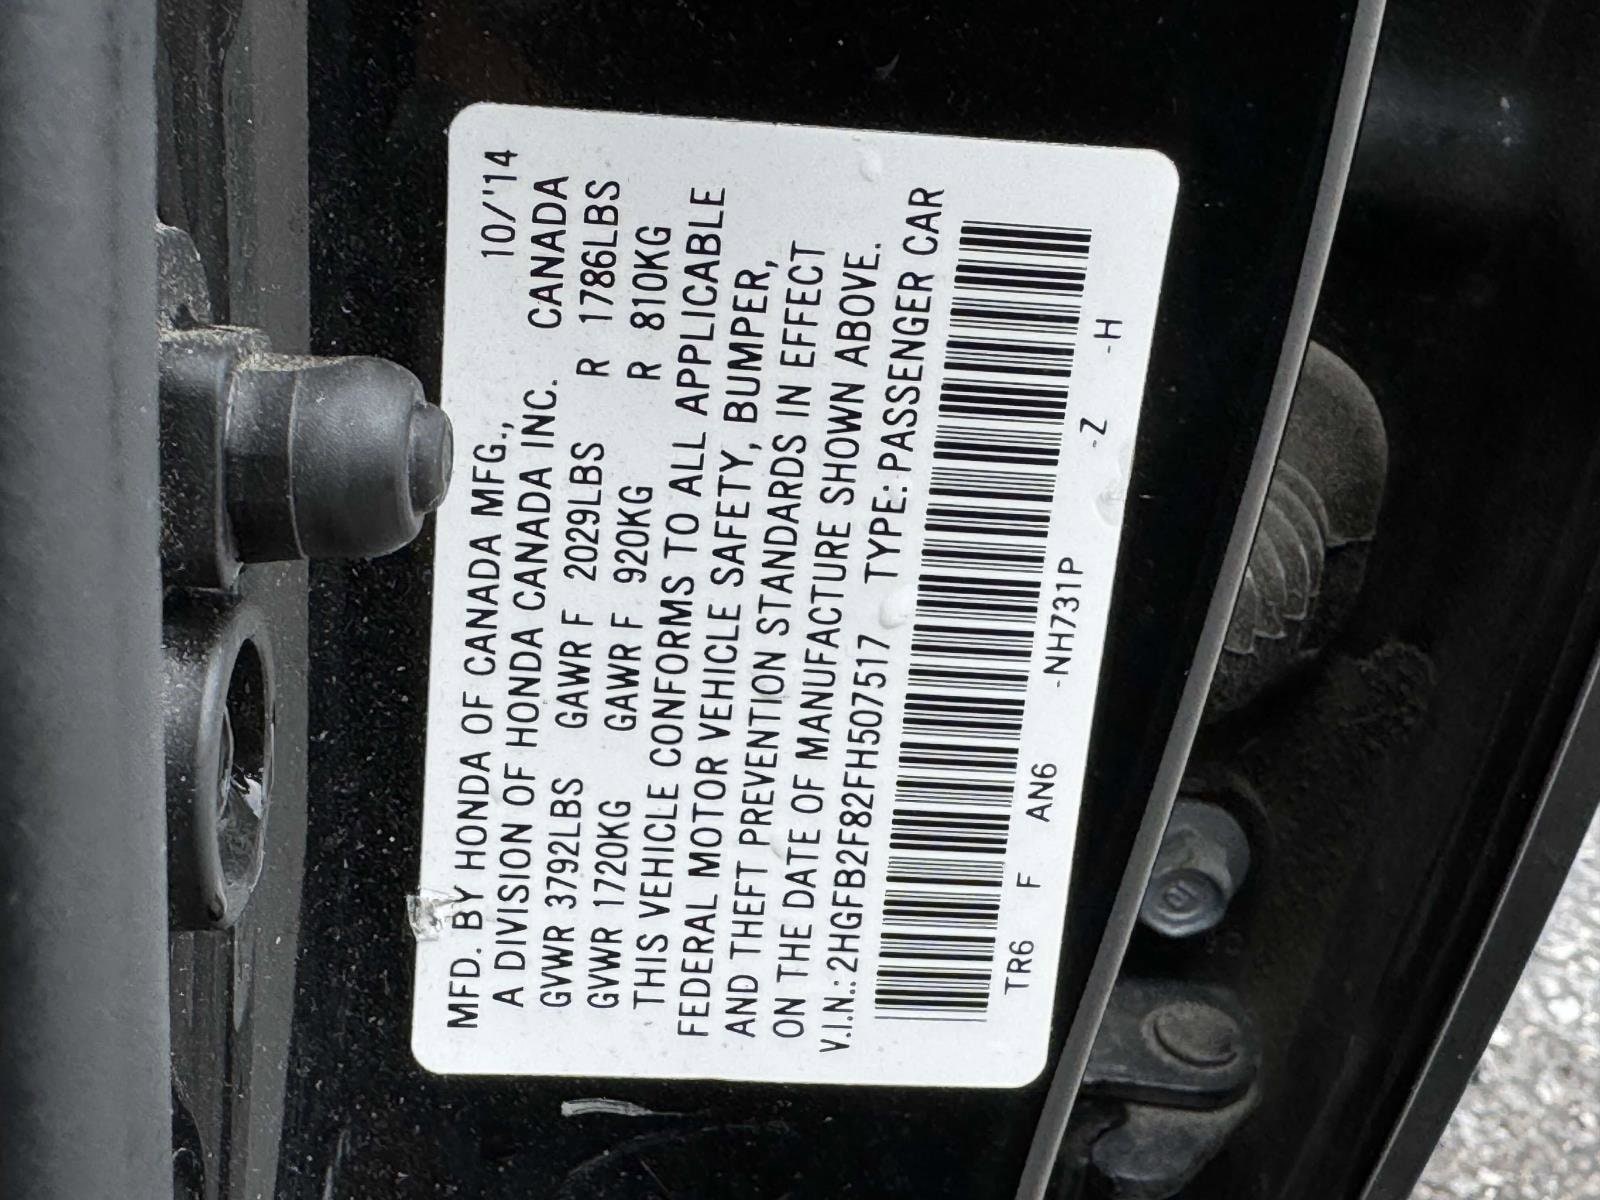 MFD. BY HONDA OF CANADA MFG., 10/'14
A DIVISION OF HONDA CANADA INC. CANADA
GVWR 3792LBS GAWR F 2029LBS R 1786LBS
GVWR 1720KG GAWR F 920KG R 810KG
THIS VEHICLE CONFORMS TO ALL APPLICABLE
FEDERAL MOTOR VEHICLE SAFETY, BUMPER,
AND THEFT PREVENTION STANDARDS IN EFFECT
ON THE DATE OF MANUFACTURE SHOWN ABOVE.
V.I.N.: 2HGFB2F82FH507517 TYPE: PASSENGER CAR
TR6 F AN6 -NH731P -Z -H